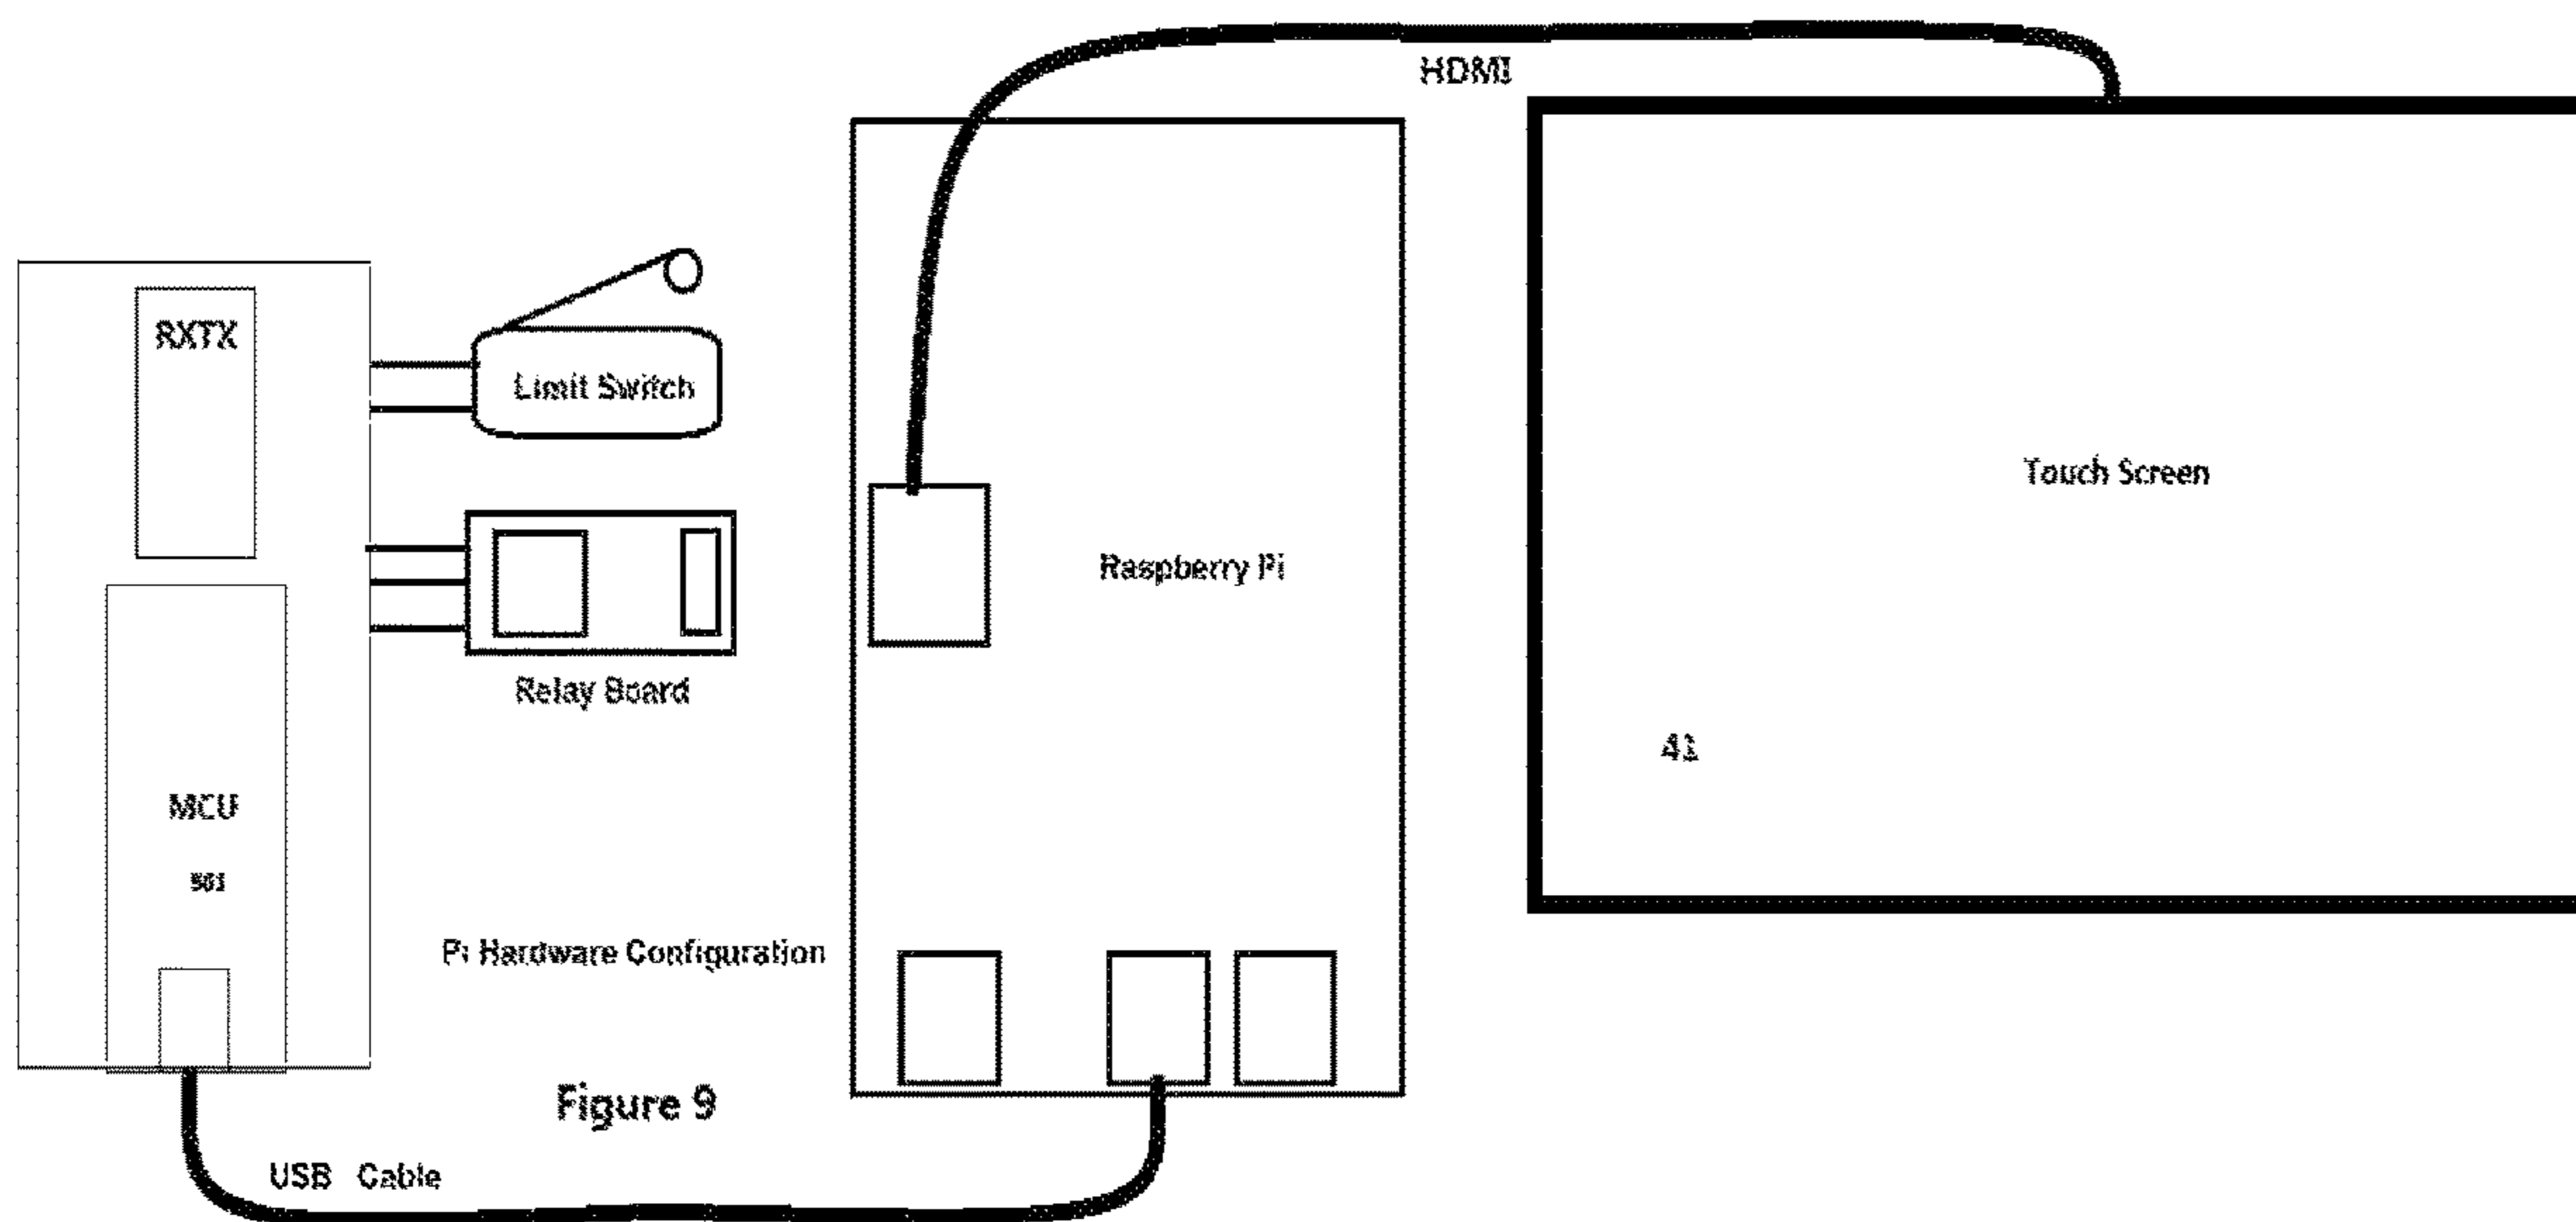 HDMI
RXTX
Limit Switch
Touch Screen
Raspberry Pi
Relay Board
41
MCU
501
Pi Hardware Configuration
Figure 9
USB Cable